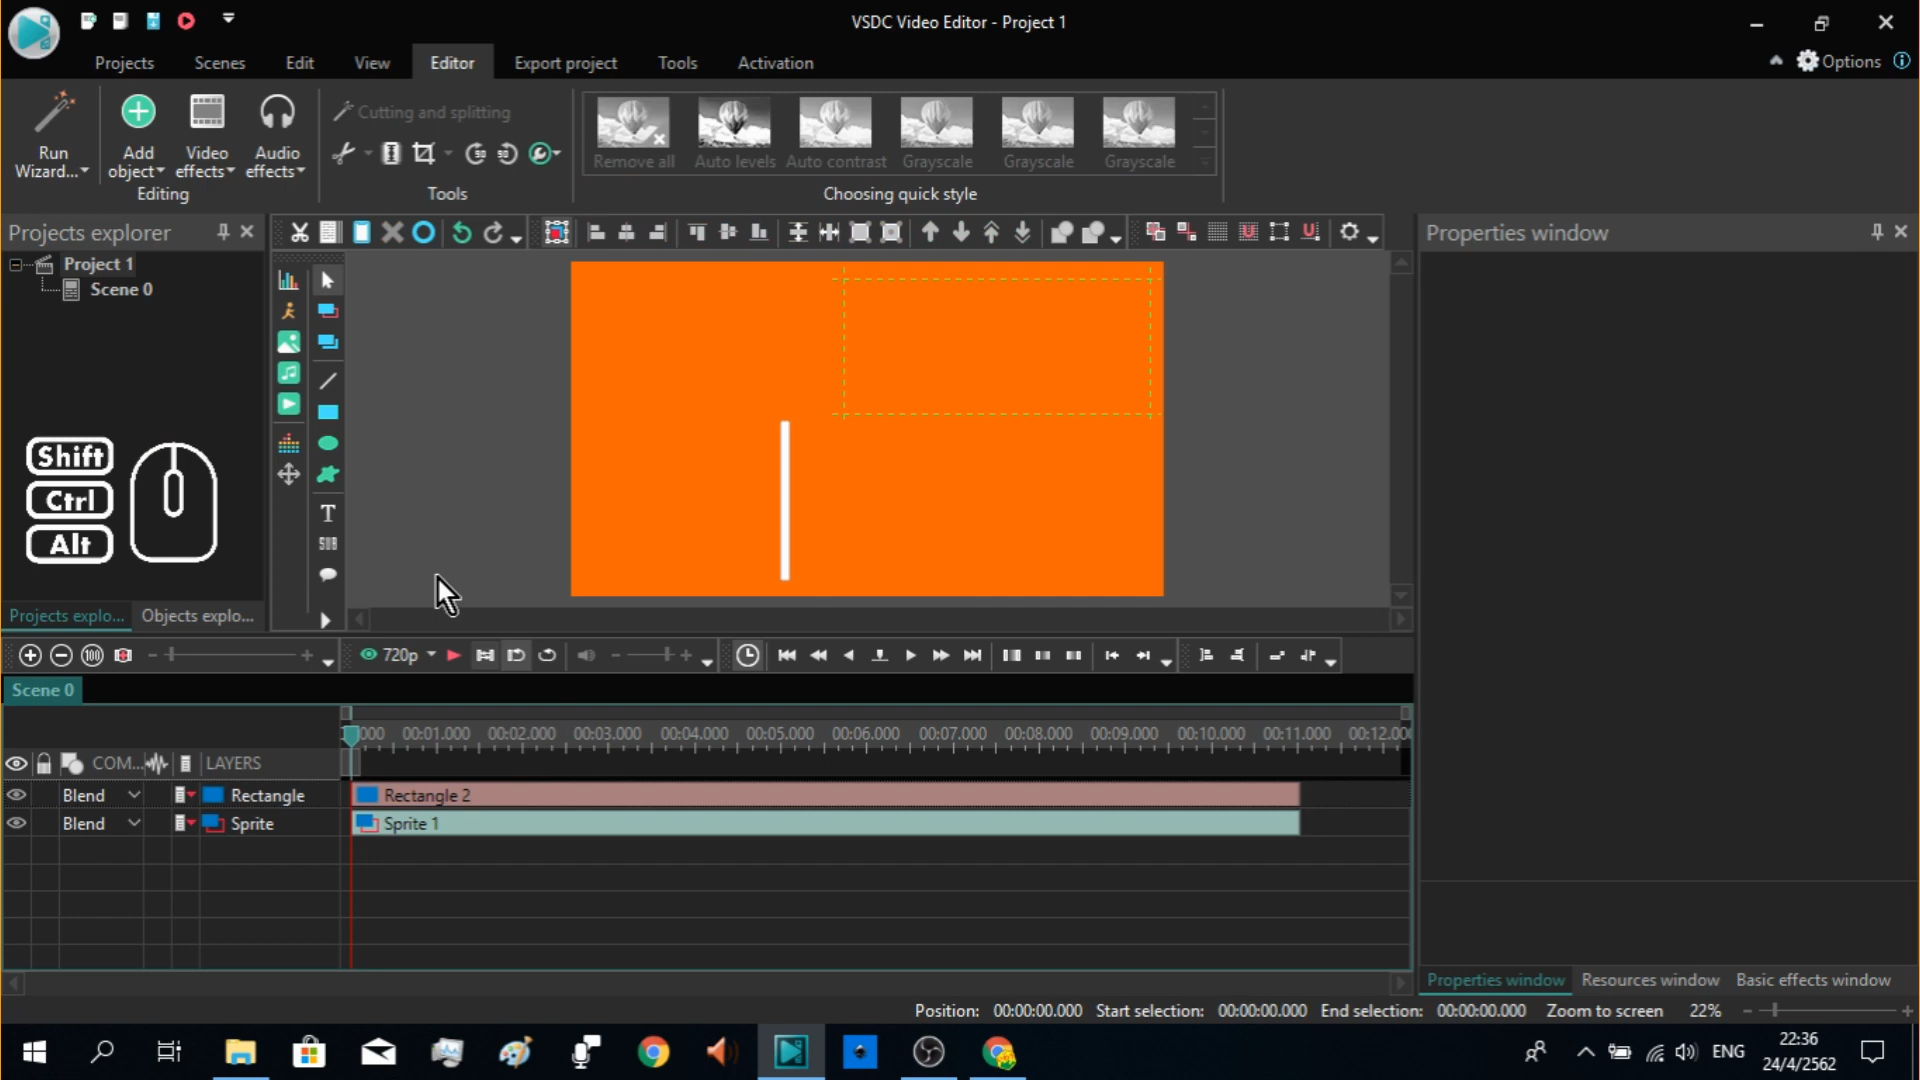 VSDC Video Editor - Project 1
Projects
Scenes
Edit
View
Editor
Export project
Tools
Activation
Options
Run
Wizard...
Add
object
Video
effects
Audio
effects
Editing
Cutting and splitting
Tools
Remove all
Auto levels
Auto contrast
Grayscale
Grayscale
Grayscale
Choosing quick style
Projects explorer
Project 1
Scene 0
Properties window
Shift
Ctrl
Alt
T
SUB
Projects explo...
Objects explo...
720p
Scene 0
000 00:01.000 00:02.000 00:03.000 00:04.000 00:05.000 00:06.000 00:07.000 00:08.000 00:09.000 00:10.000 00:11.000 00:12.000
COM...
LAYERS
Blend
Rectangle
Rectangle 2
Blend
Sprite
Sprite 1
Properties window
Resources window
Basic effects window
Position: 00:00:00.000 Start selection: 00:00:00.000 End selection: 00:00:00.000 Zoom to screen 22%
ENG
22:36
24/4/2562